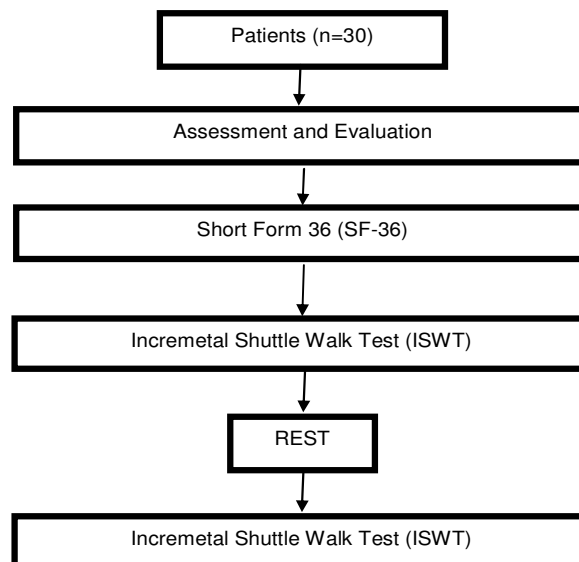 Patients (n=30)
Assessment and Evaluation
Short Form 36 (SF-36)
Incremetal Shuttle Walk Test (ISWT)
REST
Incremetal Shuttle Walk Test (ISWT)